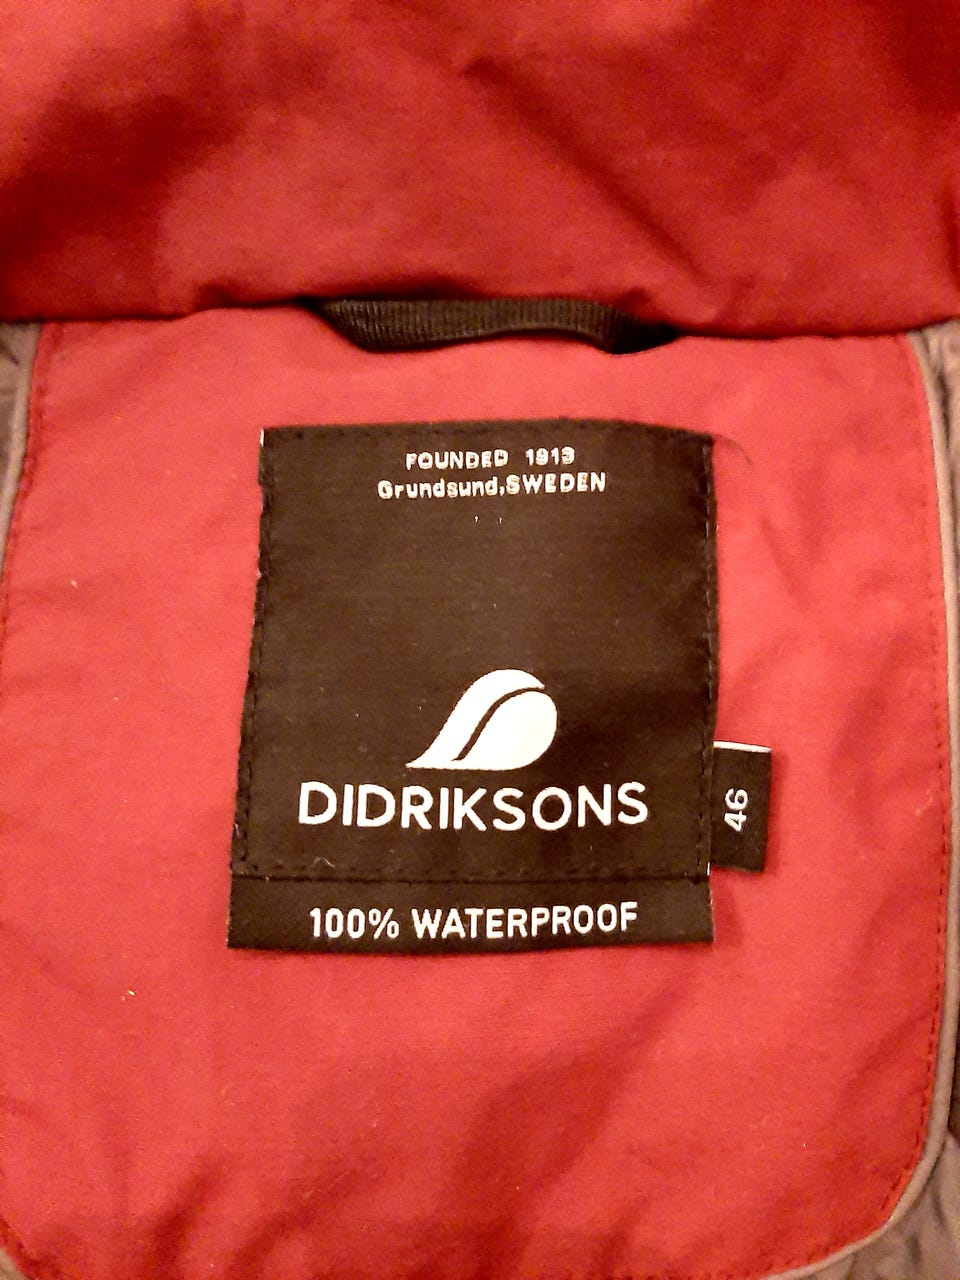 FOUNDED 1913
Grundsund,SWEDEN
DIDRIKSONS
46
100% WATERPROOF